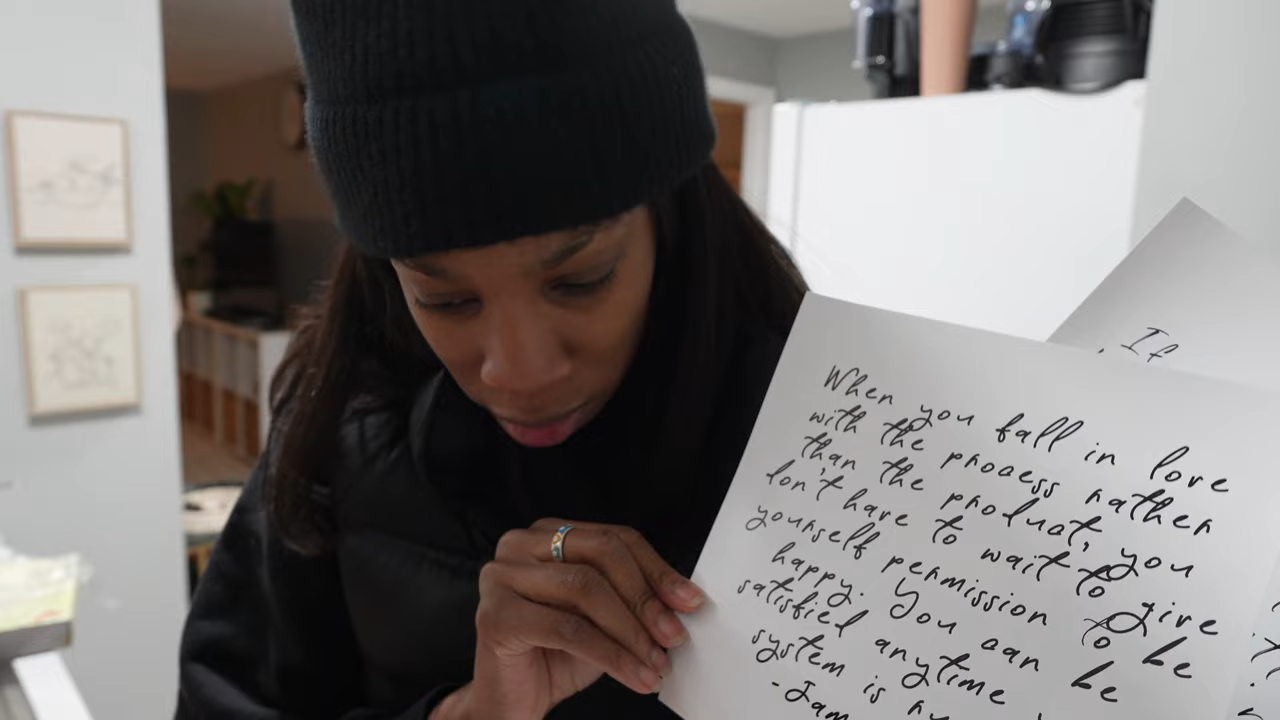 If
When you fall in love
with the process rather
than the product, you
don't have to wait to give
yourself permission to be
happy. You can be
satisfied anytime
system is